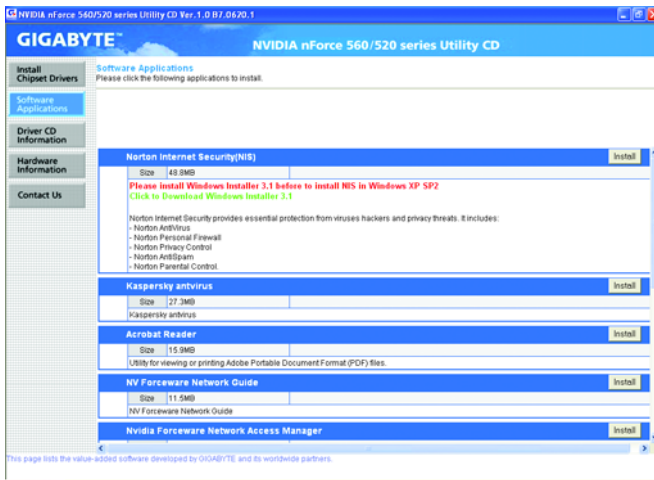 NVIDIA nForce 560/520 series Utility CD Ver.1.0 B7.0620.1
GIGABYTE™
NVIDIA nForce 560/520 series Utility CD
Install
Chipset Drivers
Software
Applications
Driver CD
Information
Hardware
Information
Contact Us
Software Applications
Please click the following applications to install.
Norton Internet Security(NIS)
Install
Size 48.8MB
Please install Windows Installer 3.1 before to install NIS in Windows XP SP2
Click to Download Windows Installer 3.1
Norton Internet Security provides essential protection from viruses hackers and privacy threats. It includes:
- Norton AntiVirus
- Norton Personal Firewall
- Norton Privacy Control
- Norton AntiSpam
- Norton Parental Control.
Kaspersky antvirus
Install
Size 27.3MB
Kaspersky antivirus
Acrobat Reader
Install
Size 15.9MB
Utility for viewing or printing Adobe Portable Document Format (PDF) files.
NV Forceware Network Guide
Install
Size 11.5MB
NV Forceware Network Guide
Nvidia Forceware Network Access Manager
Install
This page lists the value-added software developed by GIGABYTE and its worldwide partners.